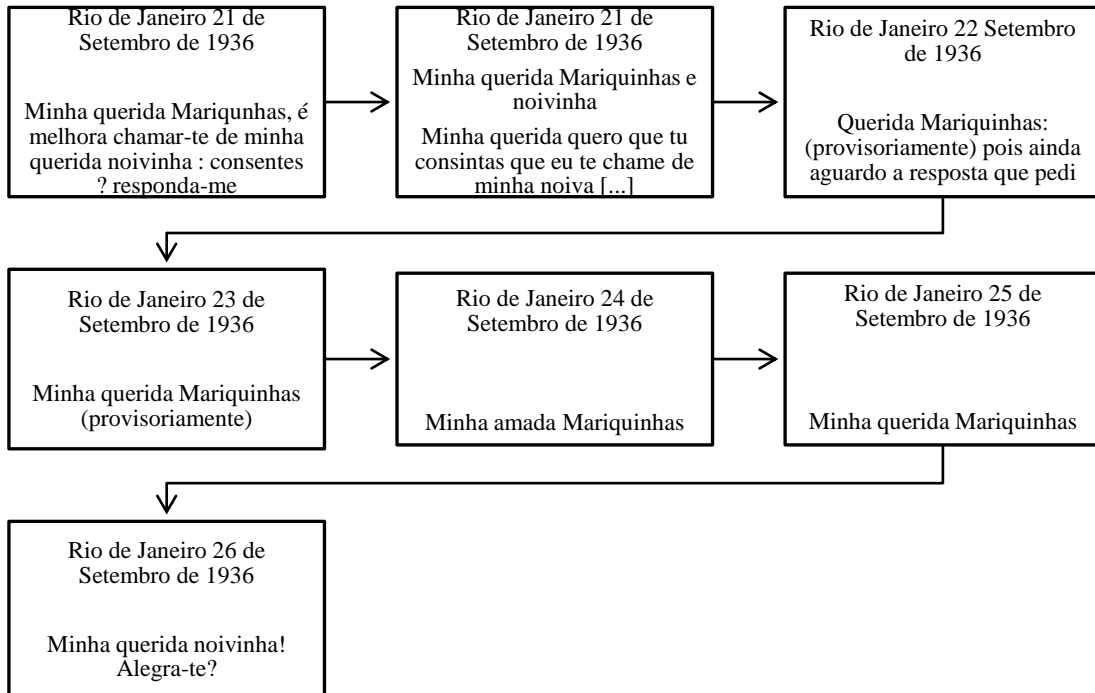 Rio de Janeiro 21 de
Setembro de 1936
Minha querida Mariqunhas, é
melhora chamar-te de minha
querida noivinha : consentes
? responda-me
Rio de Janeiro 21 de
Setembro de 1936
Minha querida Mariquinhas e
noivinha
Minha querida quero que tu
consintas que eu te chame de
minha noiva [...]
Rio de Janeiro 22 Setembro
de 1936
Querida Mariquinhas:
(provisoriamente) pois ainda
aguardo a resposta que pedi
Rio de Janeiro 23 de
Setembro de 1936
Minha querida Mariquinhas
(provisoriamente)
Rio de Janeiro 24 de
Setembro de 1936
Minha amada Mariquinhas
Rio de Janeiro 25 de
Setembro de 1936
Minha querida Mariquinhas
Rio de Janeiro 26 de
Setembro de 1936
Minha querida noivinha!
Alegra-te?